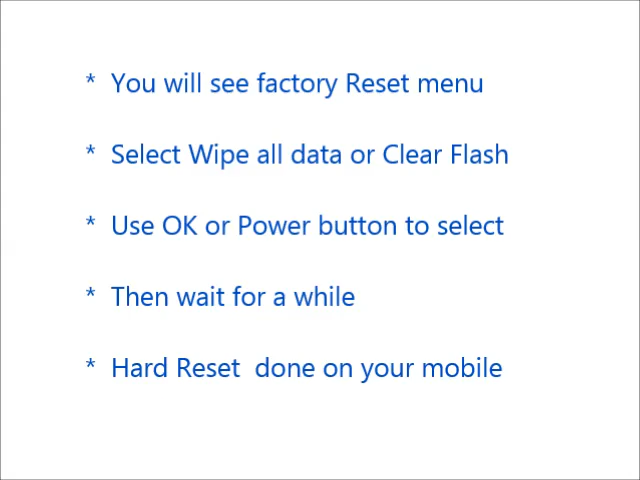 * You will see factory Reset menu
* Select Wipe all data or Clear Flash
* Use OK or Power button to select
* Then wait for a while
* Hard Reset  done on your mobile